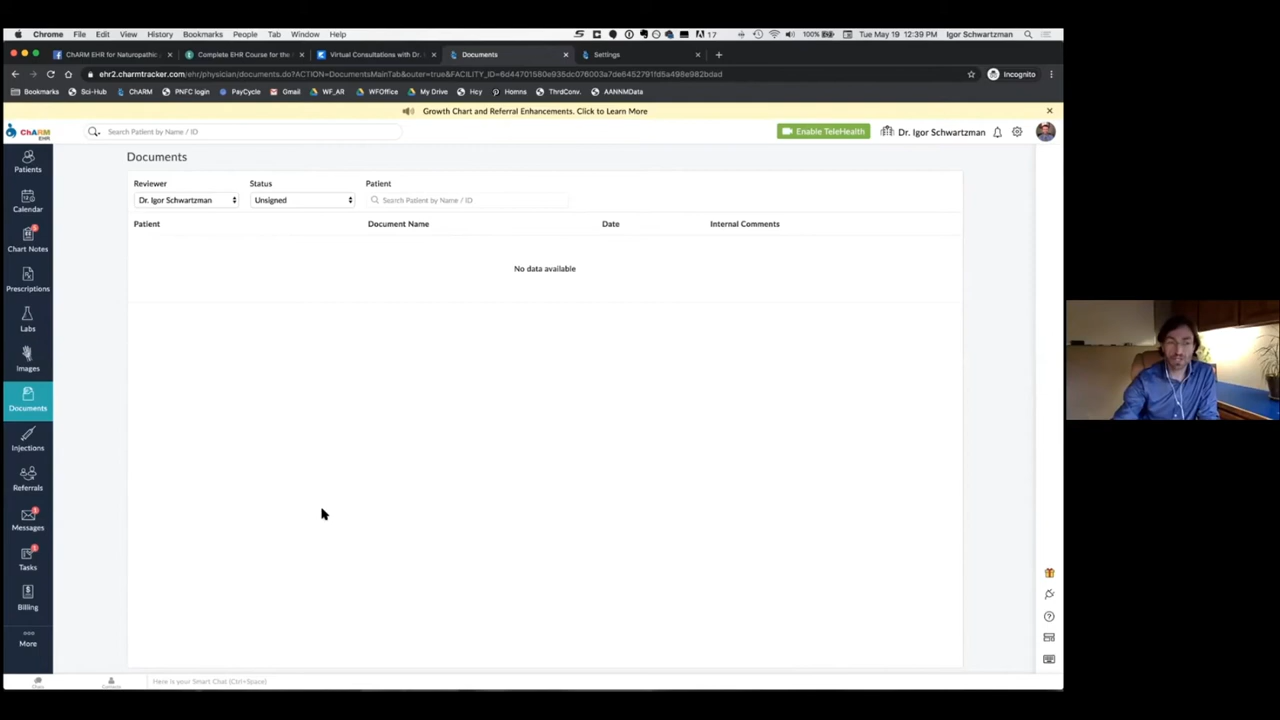 Chrome File Edit View History Bookmarks People Tab Window Help 17 100% Tue May 19 12:39 PM Igor Schwartzman
ChARM EHR for Naturopathic Complete EHR Course for the Virtual Consultations with Dr. Documents Settings
ehr2.charmtracker.com/ehr/physician/documents.do?ACTION=DocumentsMainTab&outer=true&FACILITY_ID=6d44701580e935dc076003a7de6452791fd5a498e982bdad Incognito
Bookmarks Sci-Hub ChARM PNFC login PayCycle Gmail WF_AR WFOffice My Drive Hcy ThrdConv. Homns AANNMData
Growth Chart and Referral Enhancements. Click to Learn More
ChARM EHR
Search Patient by Name / ID
Enable TeleHealth
Dr. Igor Schwartzman
Patients
Calendar
Chart Notes
Prescriptions
Labs
Images
Documents
Injections
Referrals
Messages
Tasks
Billing
More
Documents
Reviewer Status Patient
Dr. Igor Schwartzman Unsigned Search Patient by Name / ID
Patient Document Name Date Internal Comments
No data available
Here is your Smart Chat (Ctrl+Space)